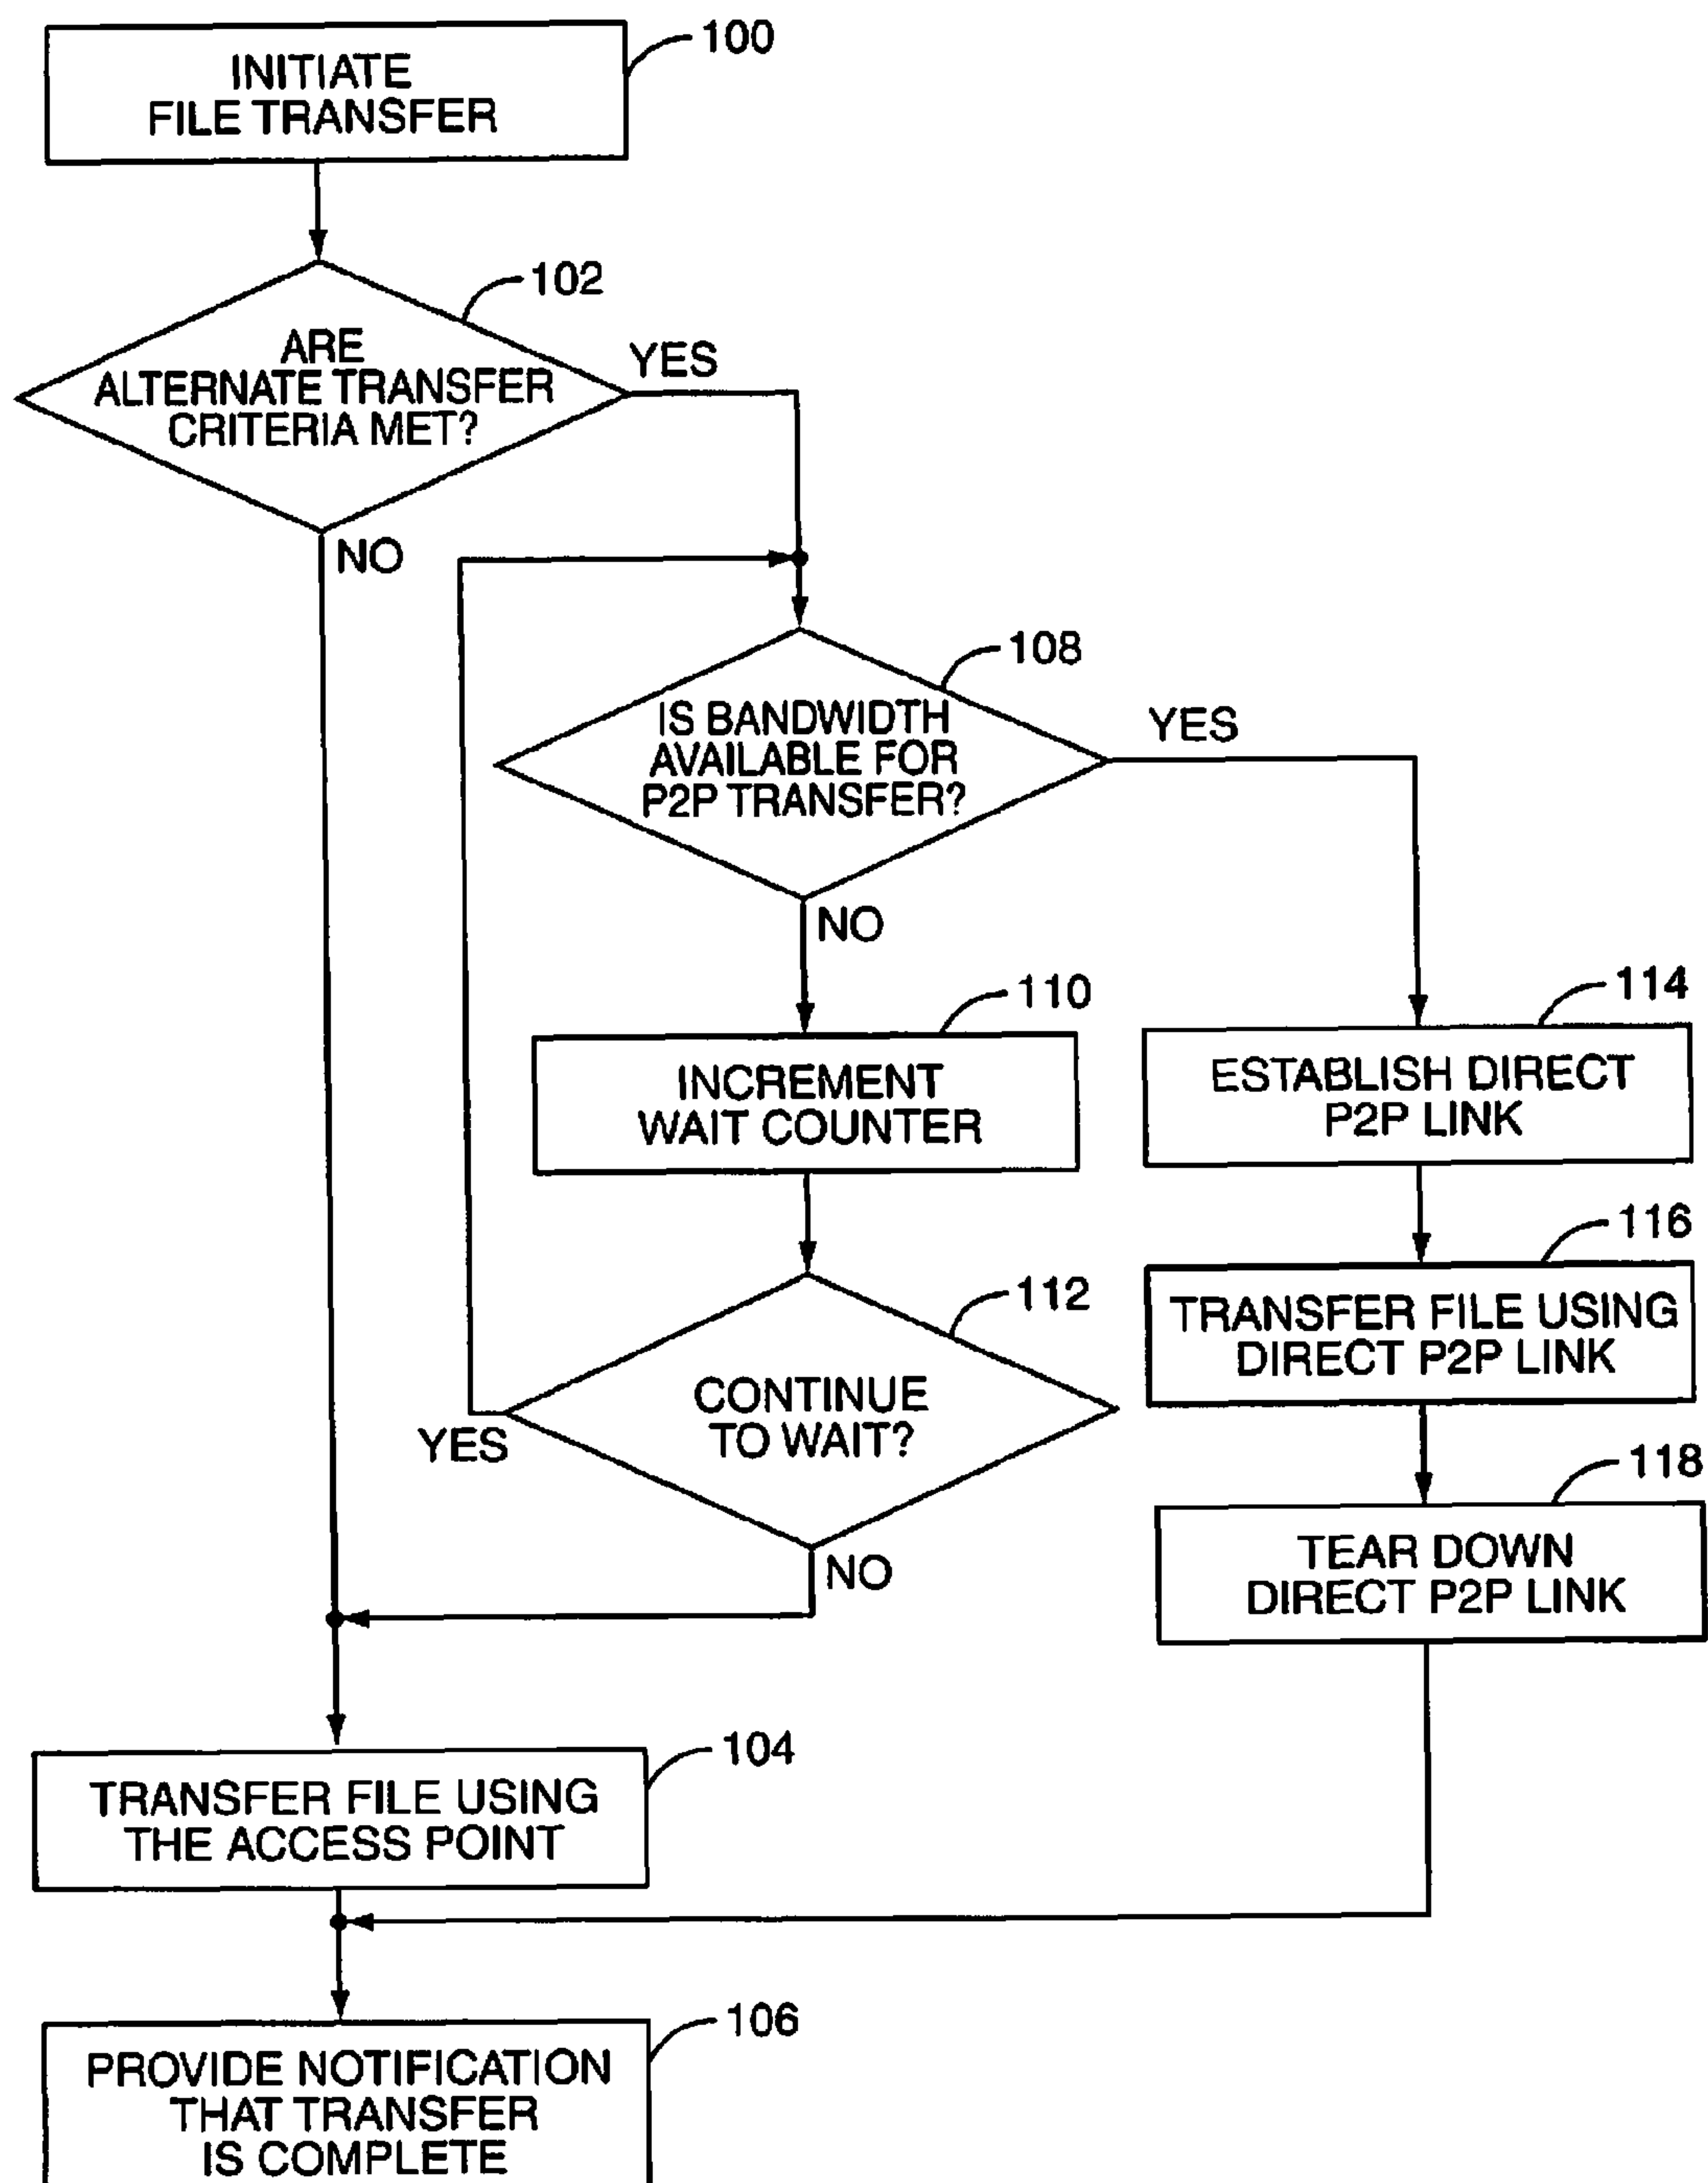 INITIATE
FILE TRANSFER
100
102
ARE
ALTERNATE TRANSFER
CRITERIA MET?
YES
NO
108
IS BANDWIDTH
AVAILABLE FOR
P2P TRANSFER?
YES
NO
110
INCREMENT
WAIT COUNTER
114
ESTABLISH DIRECT
P2P LINK
116
TRANSFER FILE USING
DIRECT P2P LINK
112
CONTINUE
TO WAIT?
YES
NO
118
TEAR DOWN
DIRECT P2P LINK
104
TRANSFER FILE USING
THE ACCESS POINT
106
PROVIDE NOTIFICATION
THAT TRANSFER
IS COMPLETE